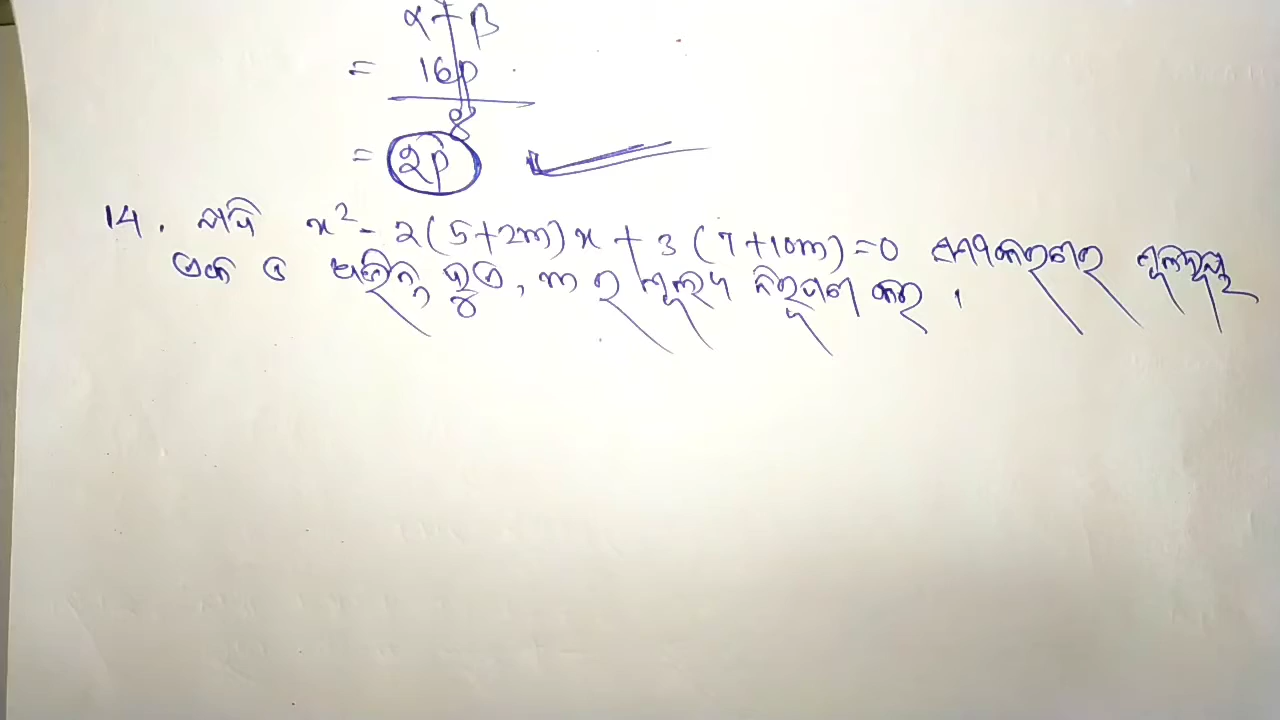 α + β
= 16p
8
= 2p
14. ଯଦି x² - 2(5+2m)x + 3(7+10m)=0 ସମୀକରଣର ମୂଳଦ୍ୱୟ
ଏକ ଓ ଅଭିନ୍ନ ହୁଏ, m ର ମୂଲ୍ୟ ନିରୂପଣ କର ।